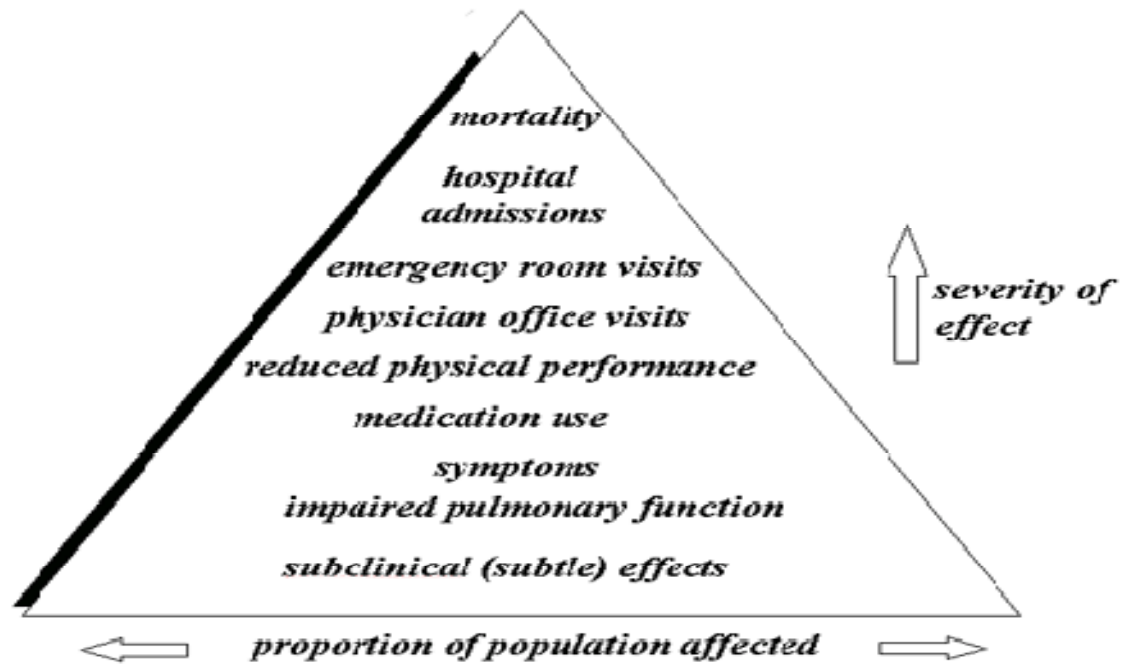 mortality
hospital
admissions
emergency room visits
physician office visits
reduced physical performance
medication use
symptoms
impaired pulmonary function
subclinical (subtle) effects
severity of
effect
proportion of population affected